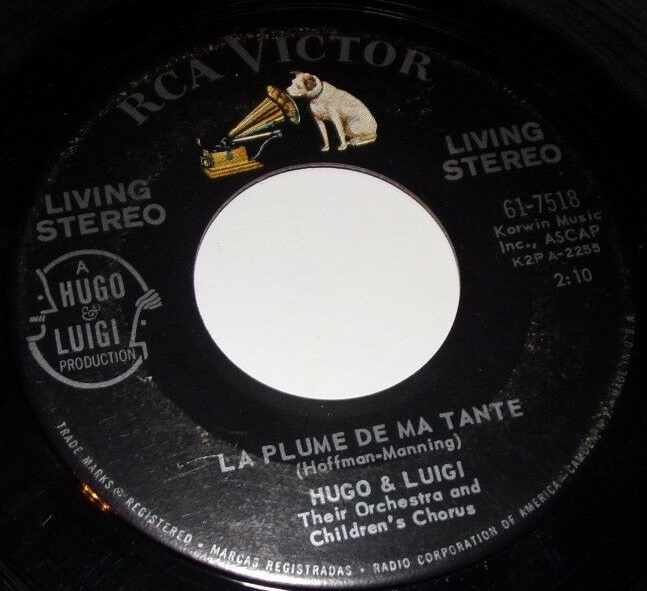 RCA VICTOR
LIVING
STEREO
LIVING
STEREO
61-7518
Korwin Music
Inc., ASCAP
K2PA-2255
2:10
A
HUGO
&
LUIGI
PRODUCTION
LA PLUME DE MA TANTE
(Hoffman-Manning)
HUGO & LUIGI
Their Orchestra and
Children's Chorus
TRADE MARKS ® REGISTERED • MARCAS REGISTRADAS • RADIO CORPORATION OF AMERICA—CAMDEN, N.J. MADE IN U.S.A.